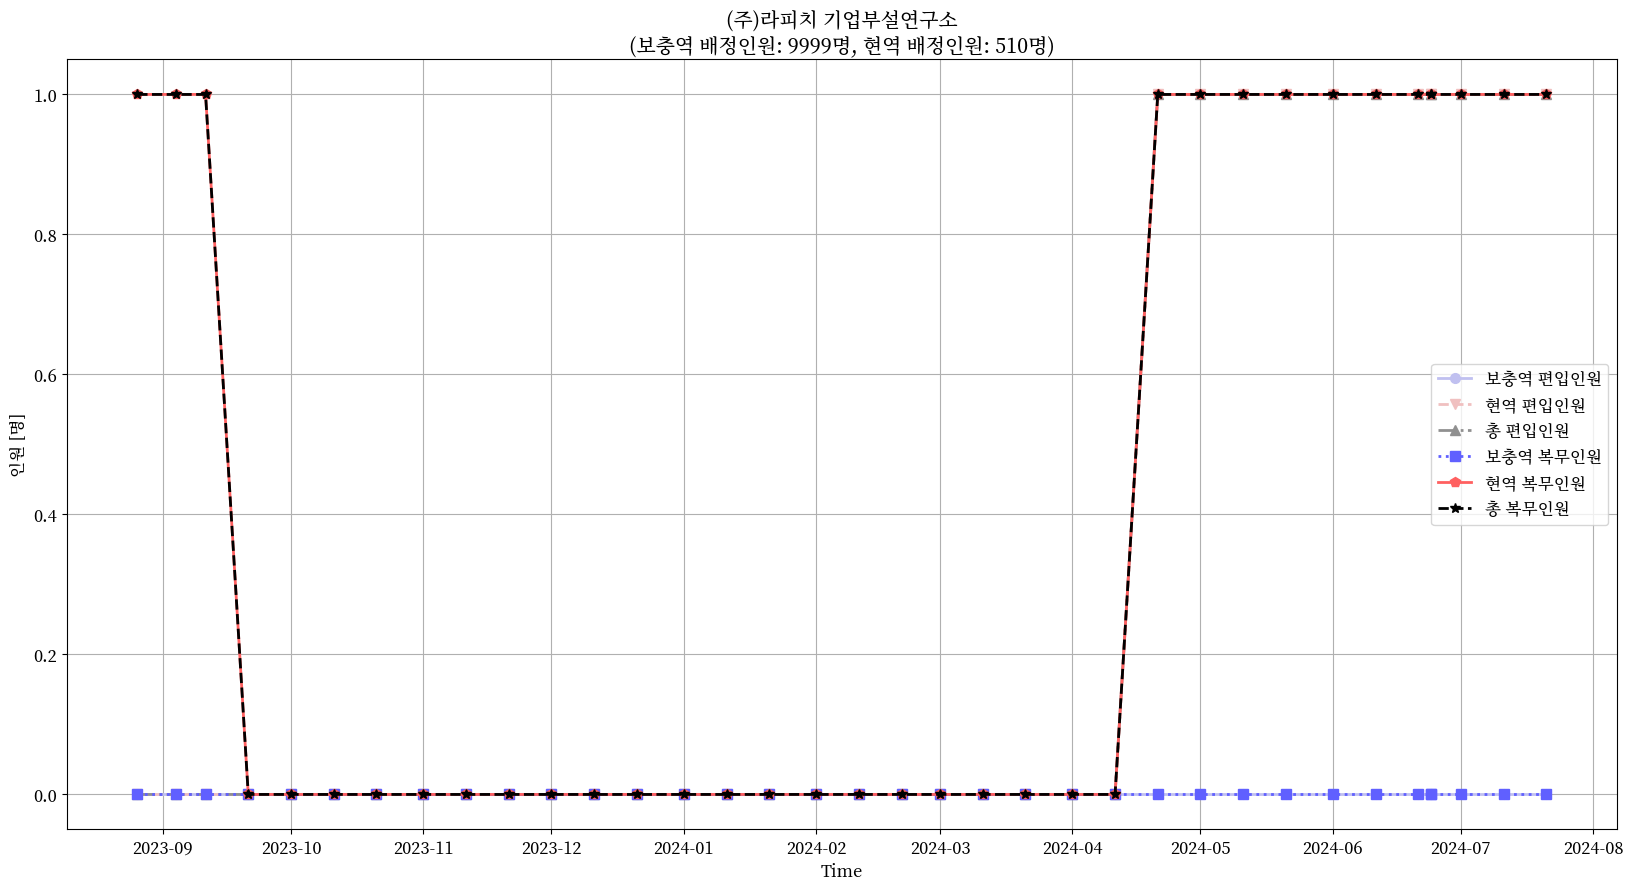 (주)라피치 기업부설연구소
(보충역 배정인원: 9999명, 현역 배정인원: 510명)
1.0
0.8
0.6
0.4
0.2
0.0
인원 [명]
보충역 편입인원
현역 편입인원
총 편입인원
보충역 복무인원
현역 복무인원
총 복무인원
2023-09 2023-10 2023-11 2023-12 2024-01 2024-02 2024-03 2024-04 2024-05 2024-06 2024-07 2024-08
Time